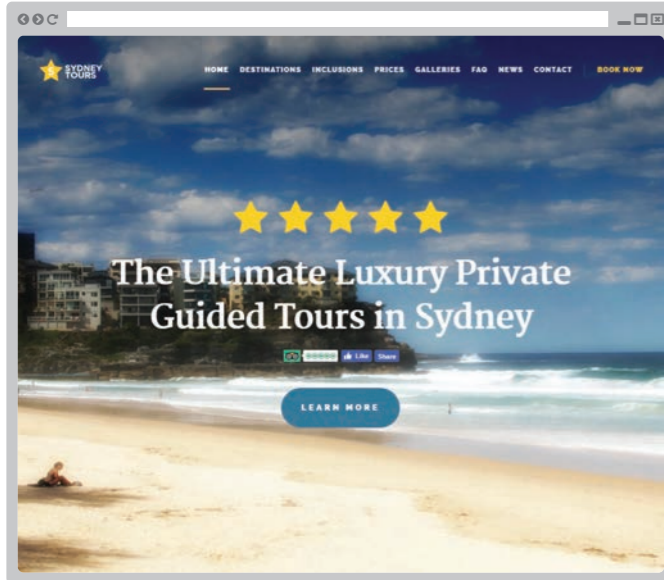 5
SYDNEY
TOURS
HOME DESTINATIONS INCLUSIONS PRICES GALLERIES FAQ NEWS CONTACT BOOK NOW
The Ultimate Luxury Private
Guided Tours in Sydney
Like Share
LEARN MORE